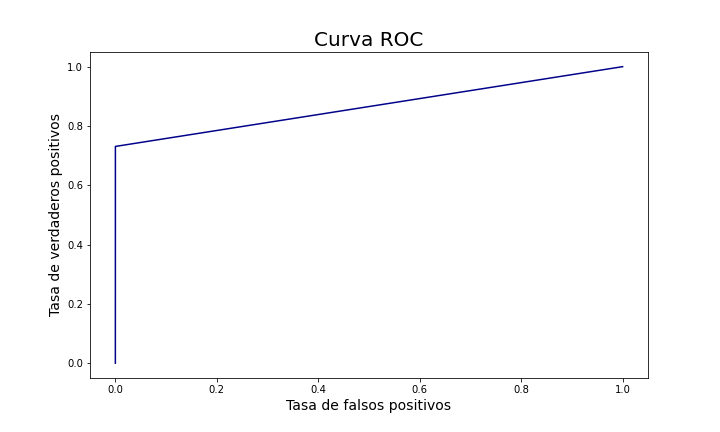 Curva ROC
1.0
0.8
0.6
0.4
0.2
0.0
Tasa de verdaderos positivos
0.0 0.2 0.4 0.6 0.8 1.0
Tasa de falsos positivos